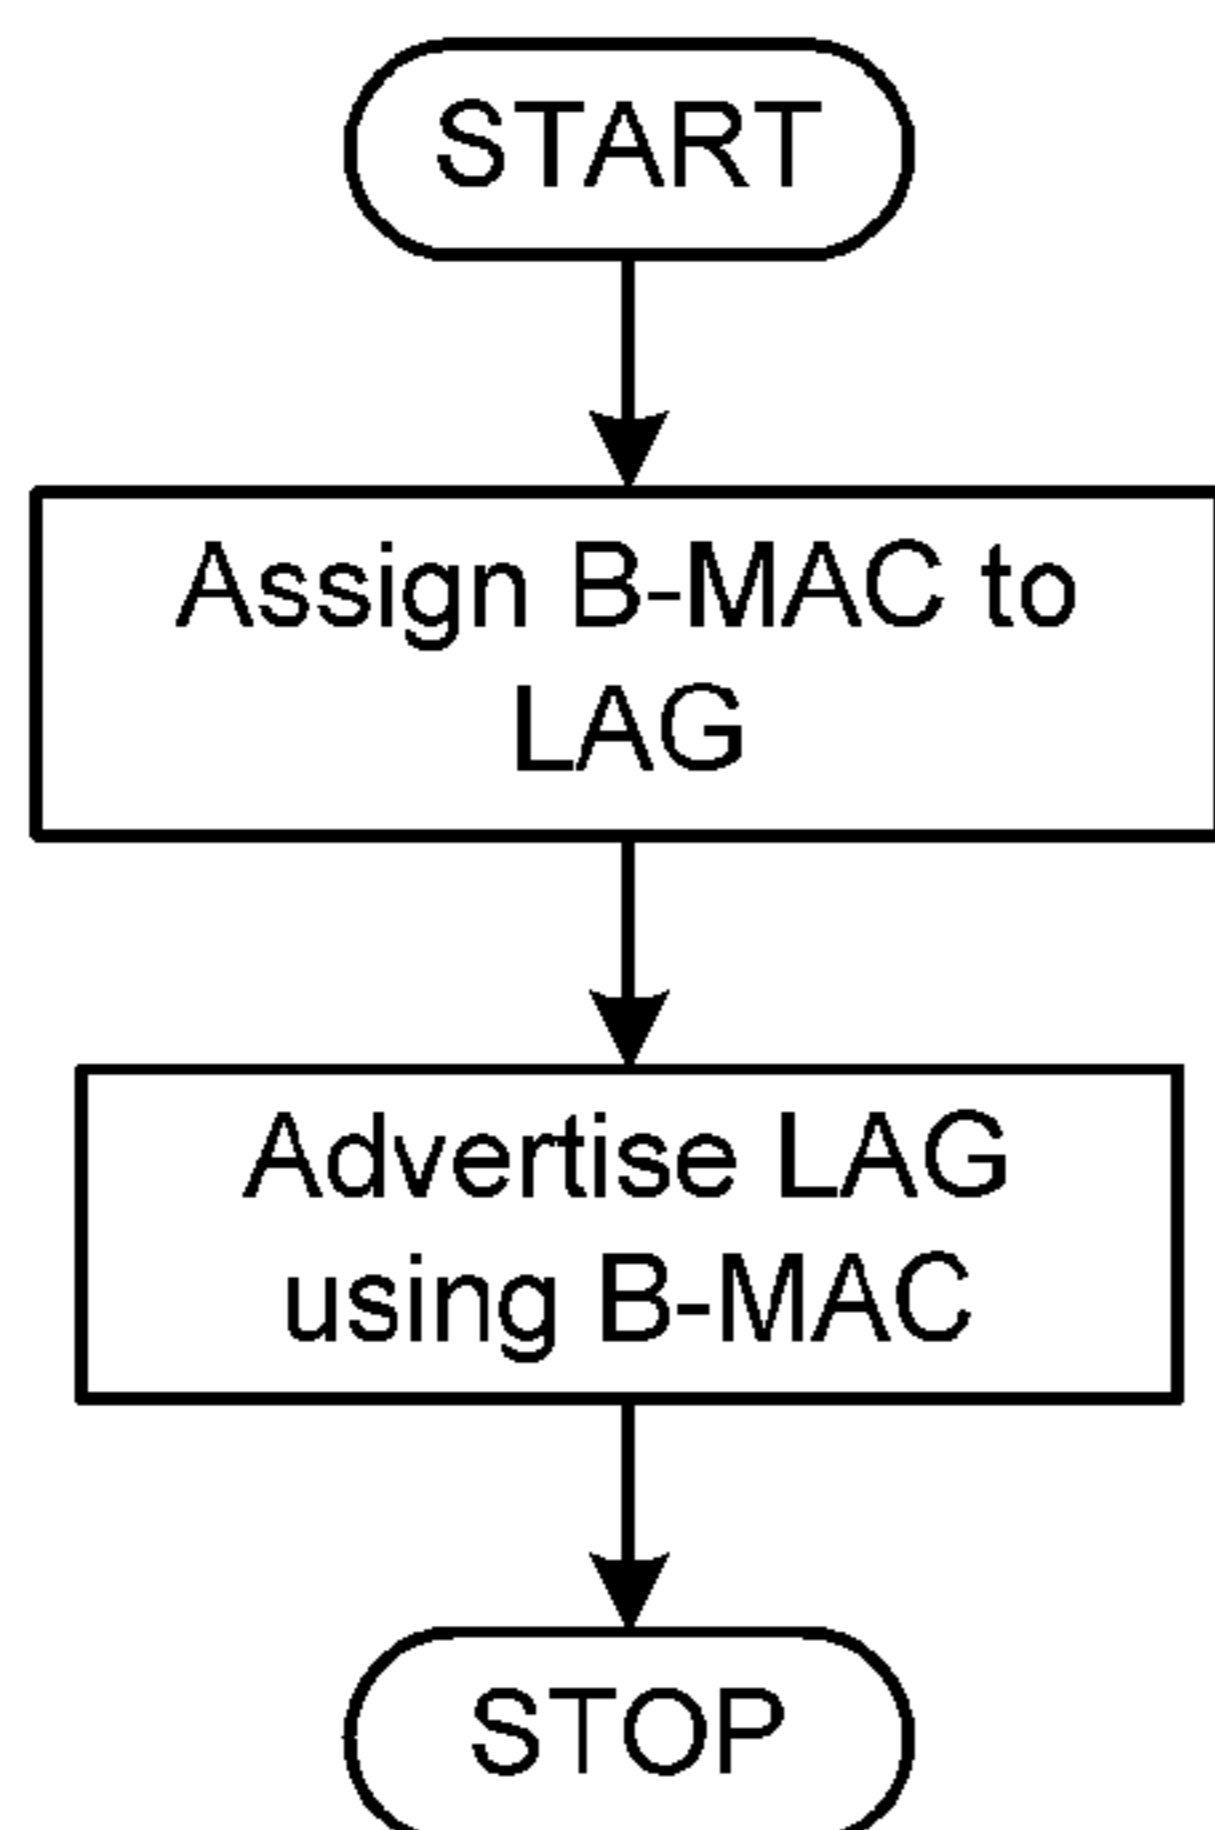 START
Assign B-MAC to
LAG
Advertise LAG
using B-MAC
STOP